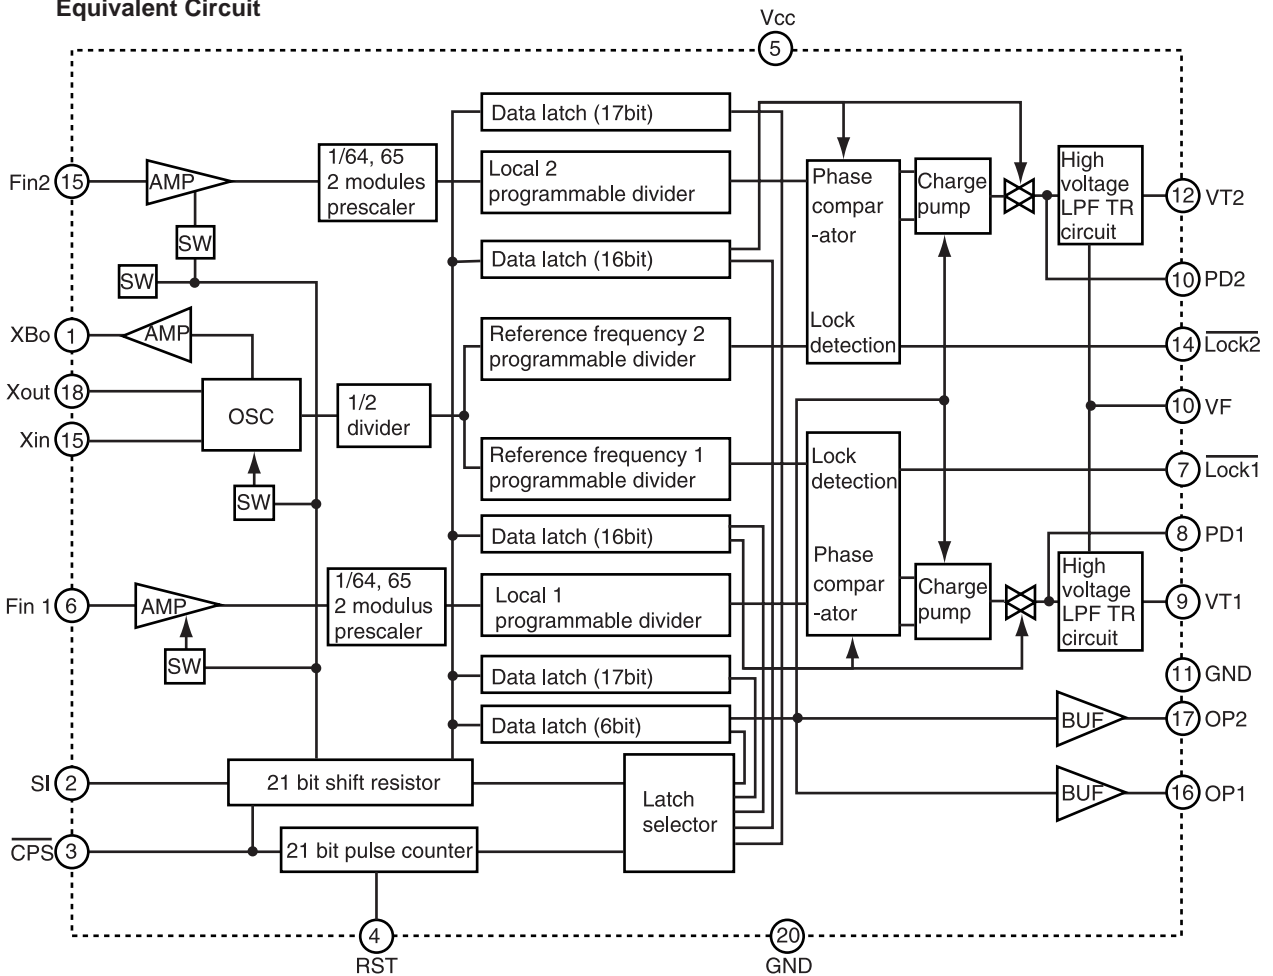 Equivalent Circuit
Vcc
5
Data latch (17bit)
Fin2 15
AMP
1/64, 65
2 modules
prescaler
Local 2
programmable divider
Phase
compar
-ator
Charge
pump
High
voltage
LPF TR
circuit
12 VT2
SW
SW
Data latch (16bit)
10 PD2
XBo 1
AMP
Reference frequency 2
programmable divider
Lock
detection
14 Lock2
Xout 18
OSC
1/2
divider
10 VF
Xin 15
Reference frequency 1
programmable divider
Lock
detection
7 Lock1
SW
Data latch (16bit)
8 PD1
Fin 1 6
AMP
1/64, 65
2 modulus
prescaler
Local 1
programmable divider
Phase
compar
-ator
Charge
pump
High
voltage
LPF TR
circuit
9 VT1
SW
Data latch (17bit)
11 GND
Data latch (6bit)
BUF
17 OP2
SI 2
21 bit shift resistor
Latch
selector
BUF
16 OP1
CPS 3
21 bit pulse counter
4
RST
20
GND